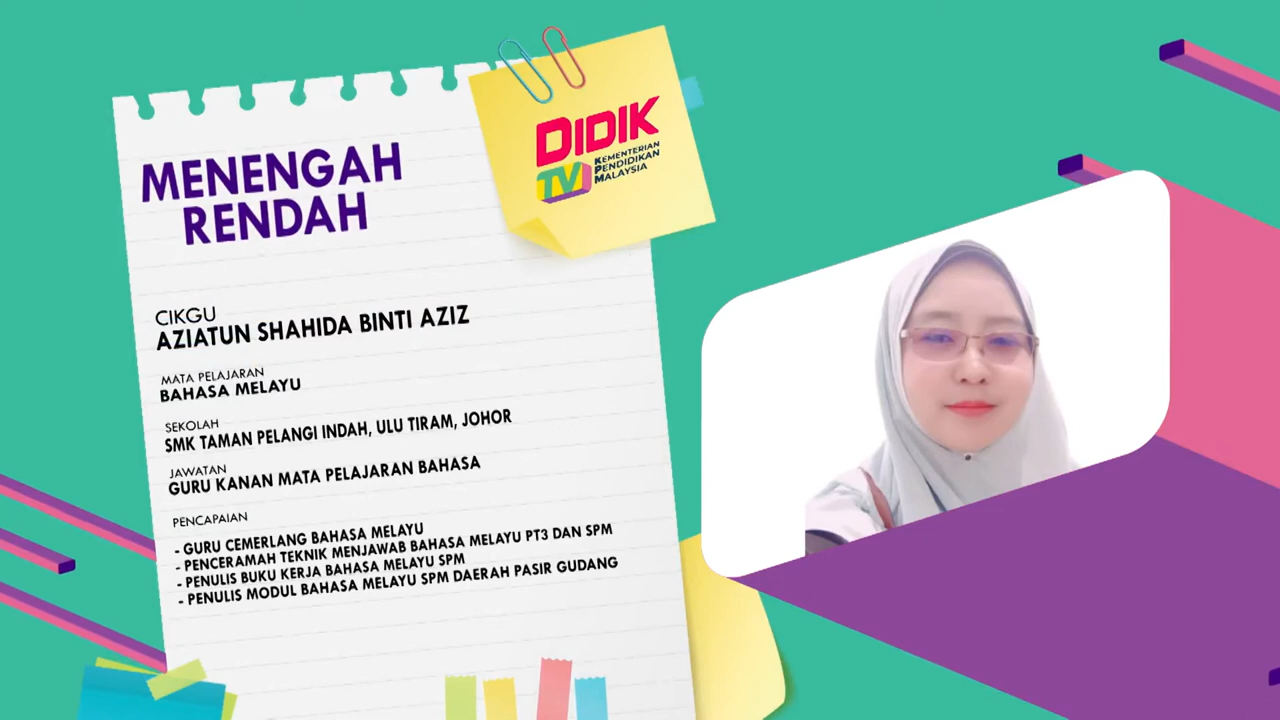 MENENGAH
RENDAH
DIDIK
TV
KEMENTERIAN
PENDIDIKAN
MALAYSIA
CIKGU
AZIATUN SHAHIDA BINTI AZIZ
MATA PELAJARAN
BAHASA MELAYU
SEKOLAH
SMK TAMAN PELANGI INDAH, ULU TIRAM, JOHOR
JAWATAN
GURU KANAN MATA PELAJARAN BAHASA
PENCAPAIAN
- GURU CEMERLANG BAHASA MELAYU
- PENCERAMAH TEKNIK MENJAWAB BAHASA MELAYU PT3 DAN SPM
- PENULIS BUKU KERJA BAHASA MELAYU SPM
- PENULIS MODUL BAHASA MELAYU SPM DAERAH PASIR GUDANG